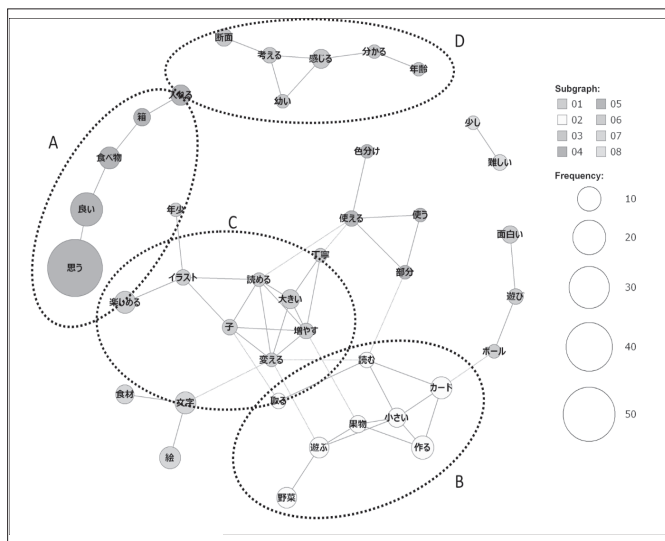 D
断面
考える
感じる
分かる
年齢
幼い
A
入れる
箱
食べ物
良い
思う
色分け
少し
難しい
年少
C
使える
使う
丁寧
部分
面白い
遊び
ボール
イラスト
読める
楽しめる
大きい
子
増やす
変える
読む
カード
食材
文字
取る
果物
小さい
遊ぶ
作る
絵
野菜
B
Subgraph:
01 05
02 06
03 07
04 08
Frequency:
10
20
30
40
50